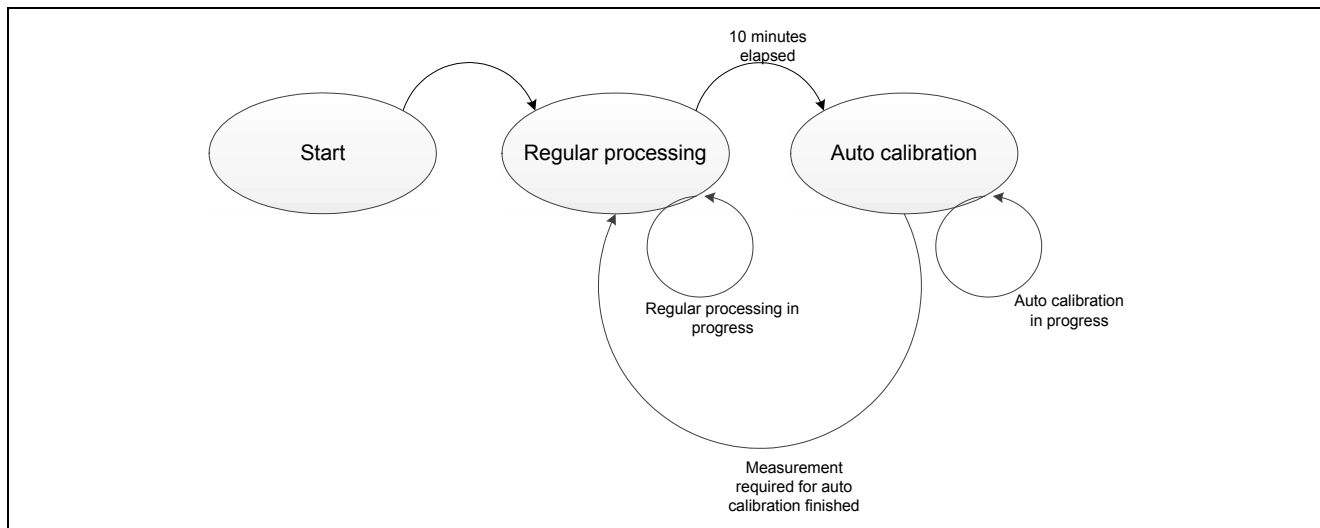 10 minutes
elapsed
Start
Regular processing
Auto calibration
Regular processing in
progress
Auto calibration
in progress
Measurement
required for auto
calibration finished